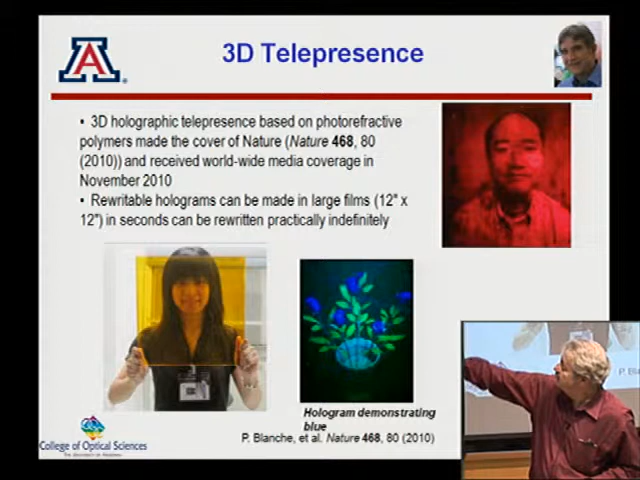 A
3D Telepresence
• 3D holographic telepresence based on photorefractive
polymers made the cover of Nature (Nature 468, 80
(2010)) and received world-wide media coverage in
November 2010
• Rewritable holograms can be made in large films (12" x
12") in seconds can be rewritten practically indefinitely
Hologram demonstrating
blue
College of Optical Sciences
P. Blanche, et al. Nature 468, 80 (2010)
P. Bla